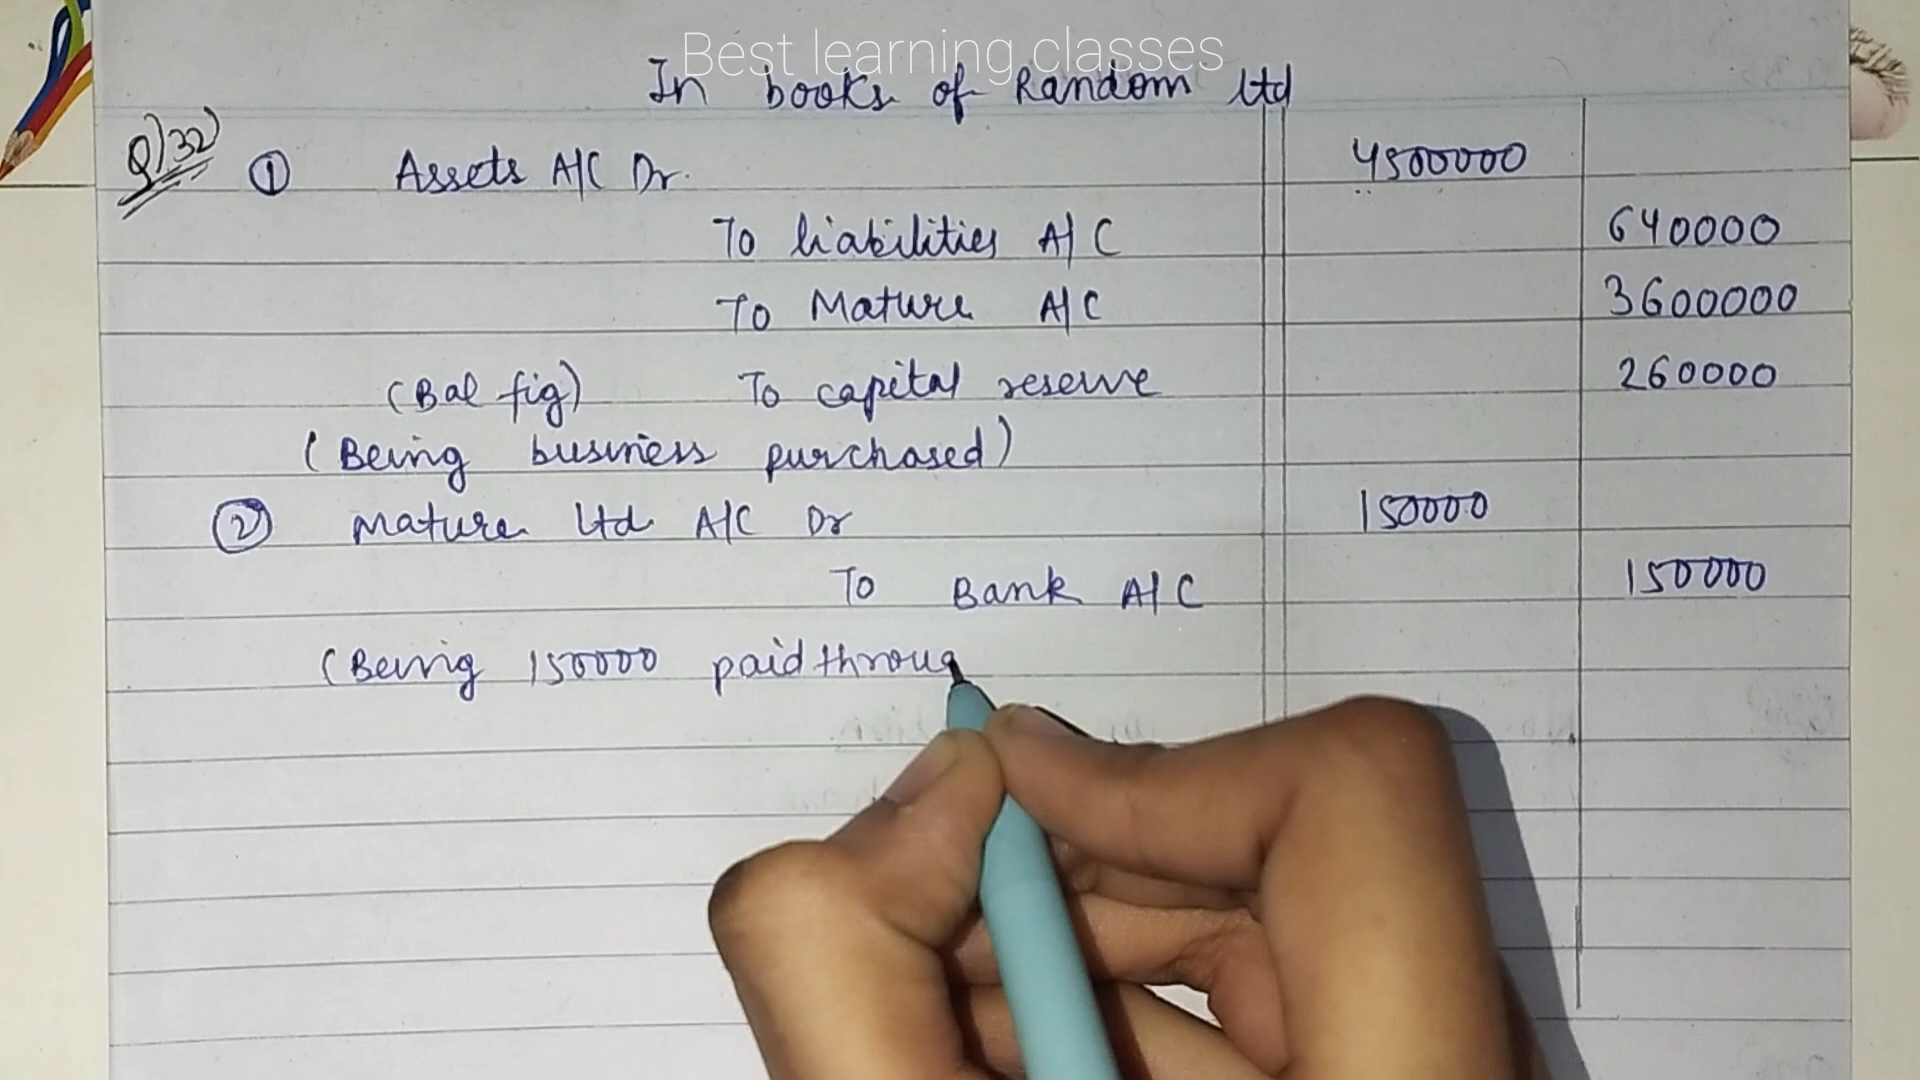 Best learning classes
In books of Random ltd
Q)32)
① Assets A/C Dr. 4500000
To liabilities A/C 640000
To Mature A/C 3600000
(Bal fig) To capital reserve 260000
(Being business purchased)
② Mature ltd A/C Dr 150000
To Bank A/C 150000
(Being 150000 paid throug